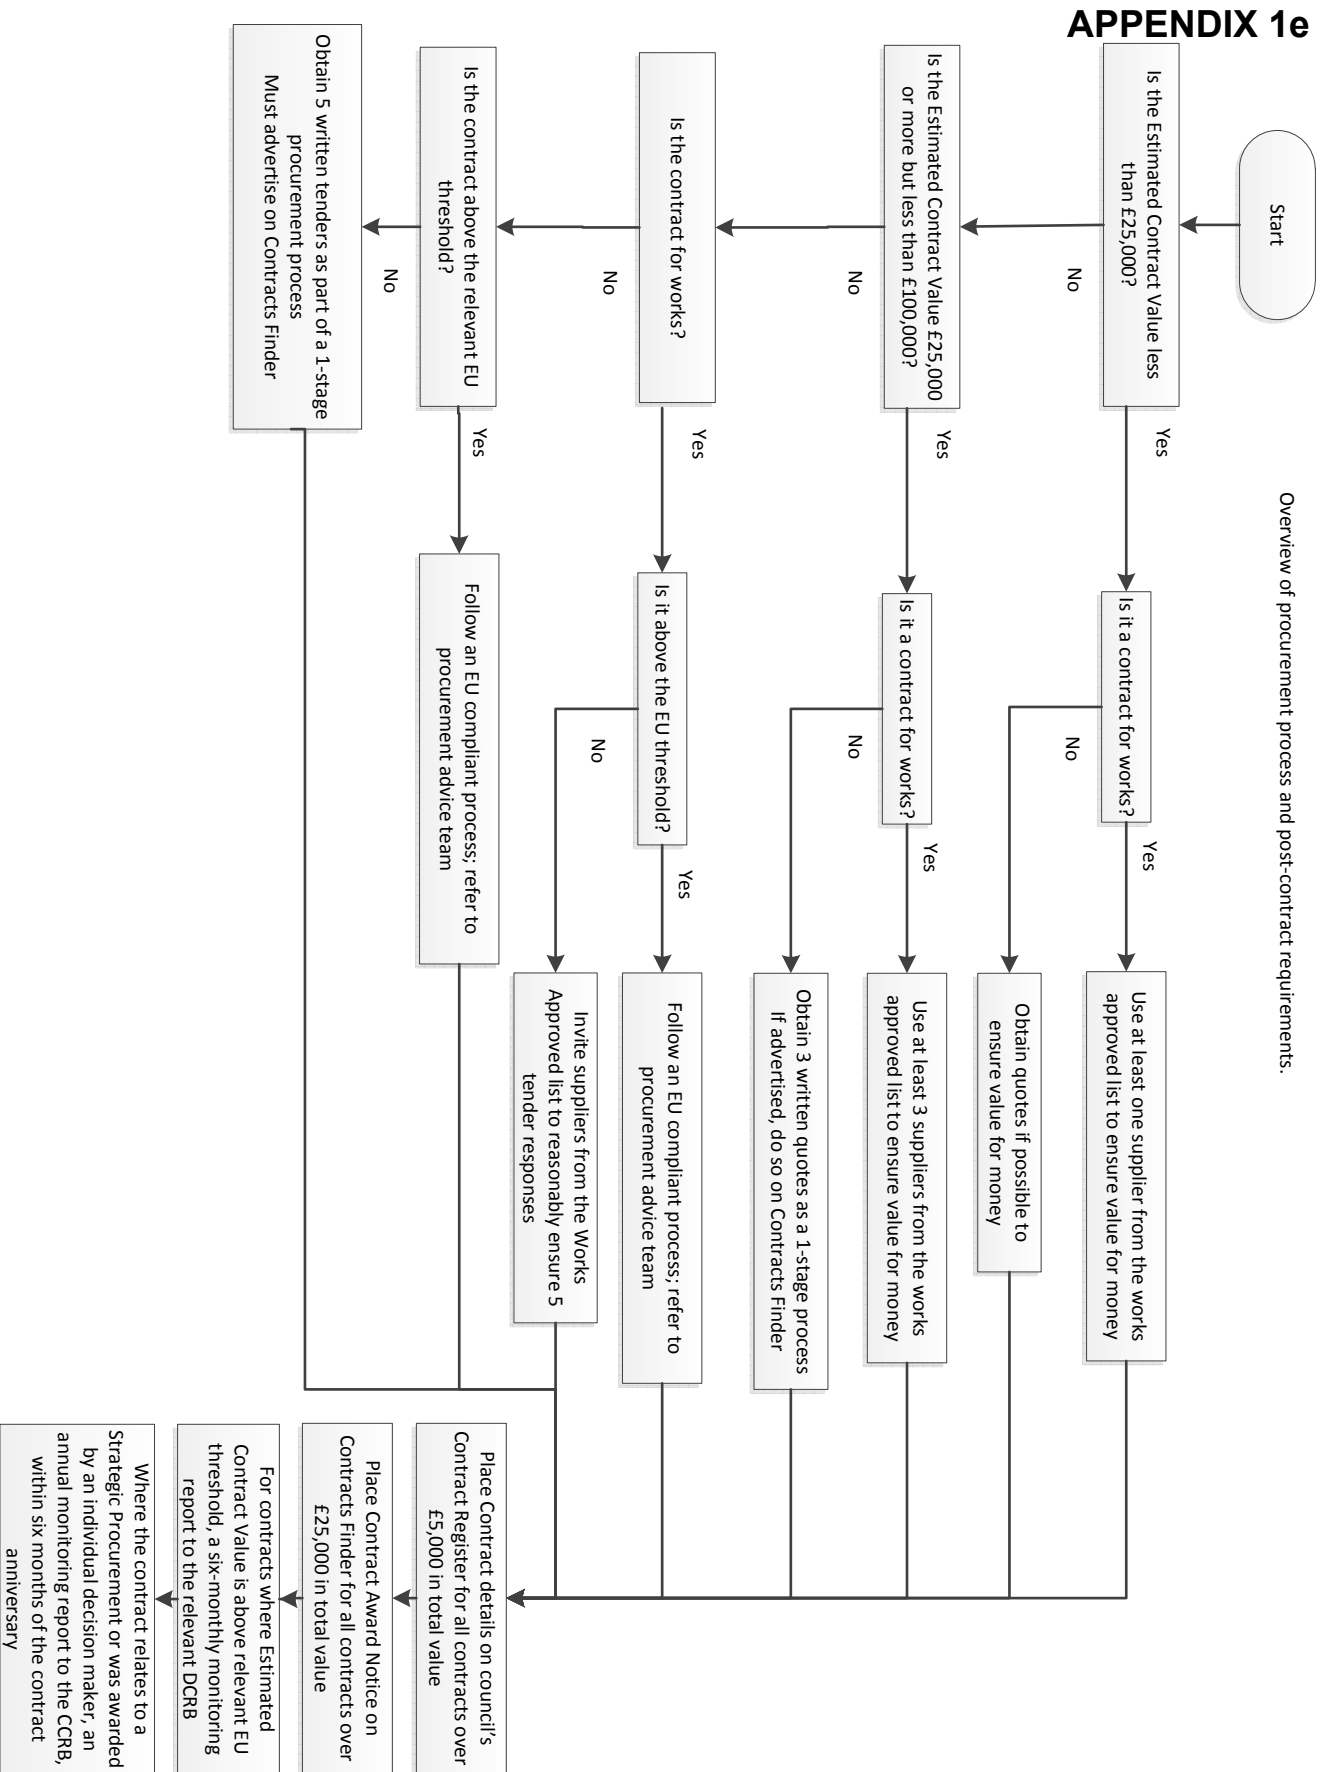 APPENDIX 1e
Overview of procurement process and post-contract requirements.
Start
Is the Estimated Contract Value less
than £25,000?
Yes
No
Is it a contract for works?
Yes
No
Use at least one supplier from the works
approved list to ensure value for money
Obtain quotes if possible to
ensure value for money
Is the Estimated Contract Value £25,000
or more but less than £100,000?
Yes
No
Is it a contract for works?
Yes
No
Use at least 3 suppliers from the works
approved list to ensure value for money
Obtain 3 written quotes as a 1-stage process
If advertised, do so on Contracts Finder
Is the contract for works?
Yes
No
Is it above the EU threshold?
Yes
No
Follow an EU compliant process; refer to
procurement advice team
Invite suppliers from the Works
Approved list to reasonably ensure 5
tender responses
Is the contract above the relevant EU
threshold?
Yes
No
Follow an EU compliant process; refer to
procurement advice team
Obtain 5 written tenders as part of a 1-stage
procurement process
Must advertise on Contracts Finder
Place Contract details on council's
Contract Register for all contracts over
£5,000 in total value
Place Contract Award Notice on
Contracts Finder for all contracts over
£25,000 in total value
For contracts where Estimated
Contract Value is above relevant EU
threshold, a six-monthly monitoring
report to the relevant DCRB
Where the contract relates to a
Strategic Procurement or was awarded
by an individual decision maker, an
annual monitoring report to the CCRB,
within six months of the contract
anniversary